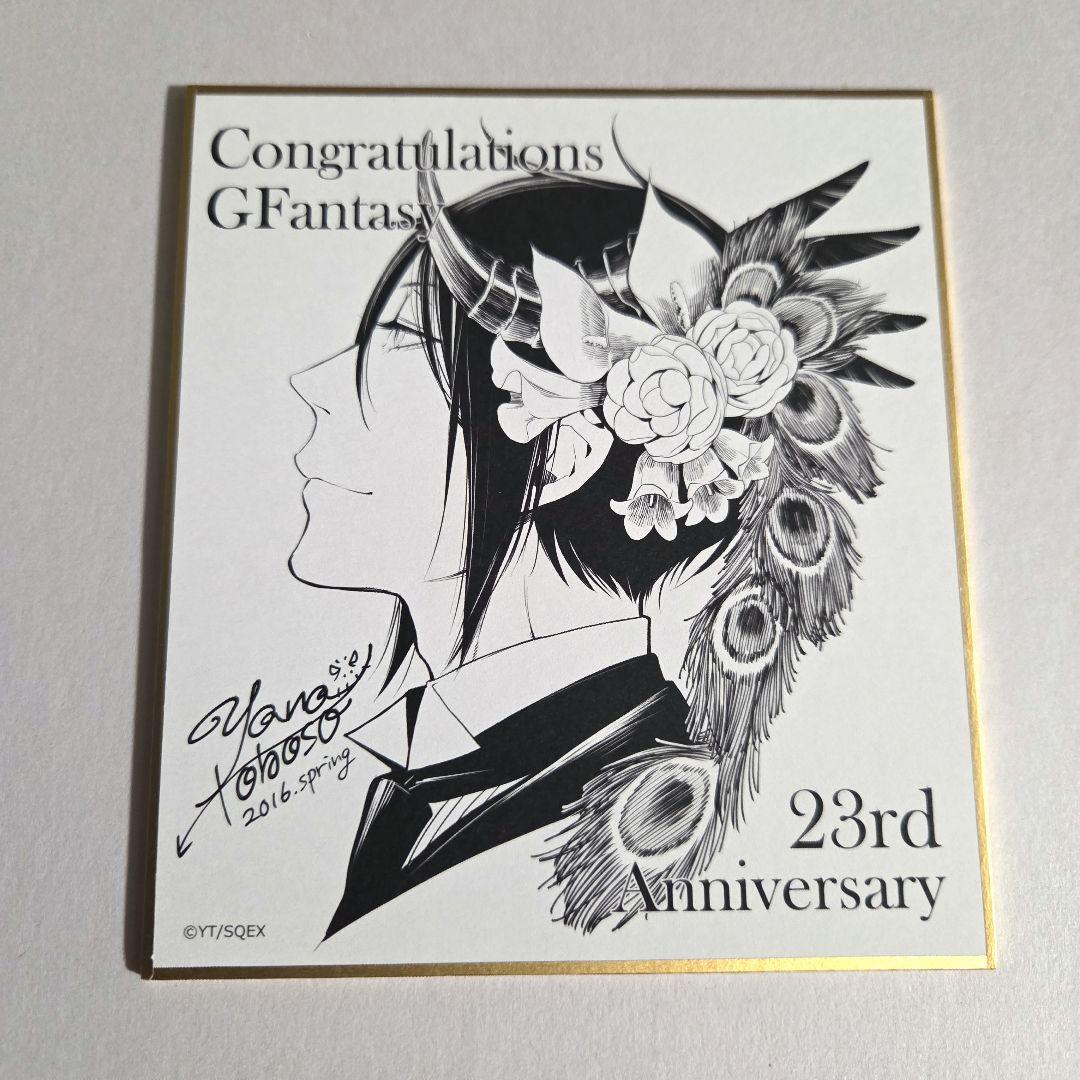 Congratulations
GFantasy
Yana
Toboso
2016.spring
23rd
Anniversary
©YT/SQEX